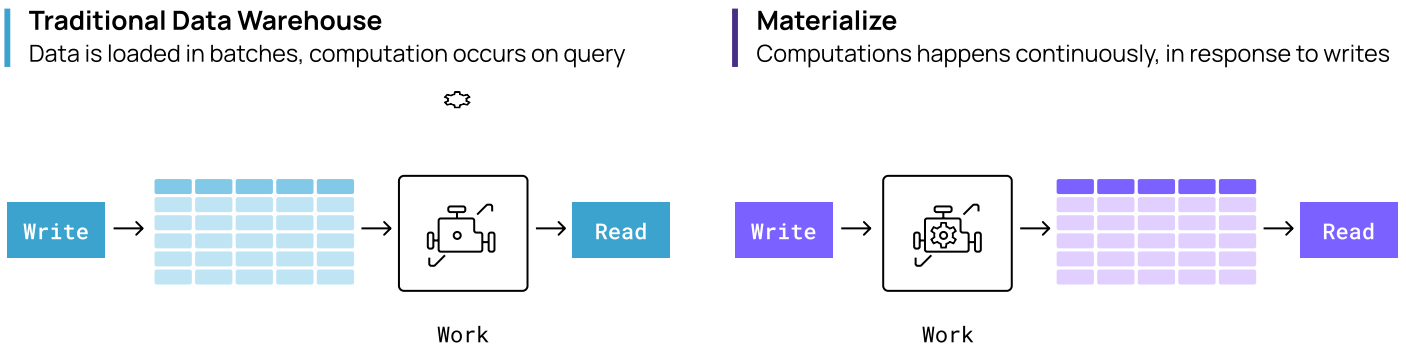 Traditional Data Warehouse
Data is loaded in batches, computation occurs on query
Write
Read
Work
Materialize
Computations happens continuously, in response to writes
Write
Read
Work